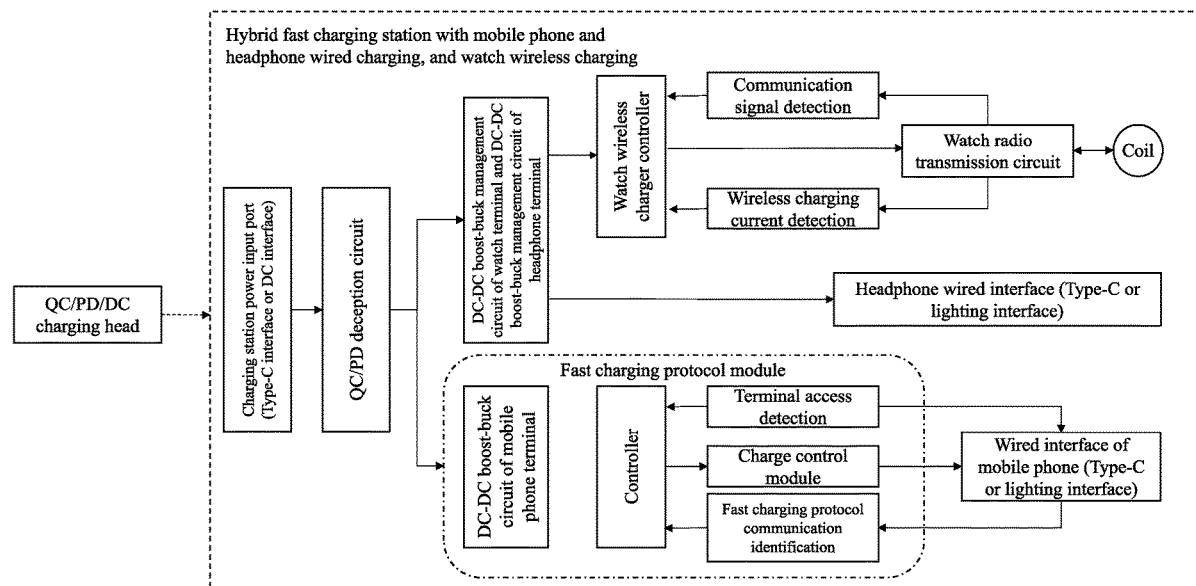 Hybrid fast charging station with mobile phone and
headphone wired charging, and watch wireless charging
QC/PD/DC
charging head
Charging station power input port
(Type-C interface or DC interface)
QC/PD deception circuit
DC-DC boost-buck management
circuit of watch terminal and DC-DC
boost-buck management circuit of
headphone terminal
Watch wireless
charger controller
Communication
signal detection
Watch radio
transmission circuit
Coil
Wireless charging
current detection
Headphone wired interface (Type-C or
lighting interface)
Fast charging protocol module
DC-DC boost-buck
circuit of mobile
phone terminal
Controller
Terminal access
detection
Charge control
module
Fast charging protocol
communication
identification
Wired interface of
mobile phone (Type-C
or lighting interface)